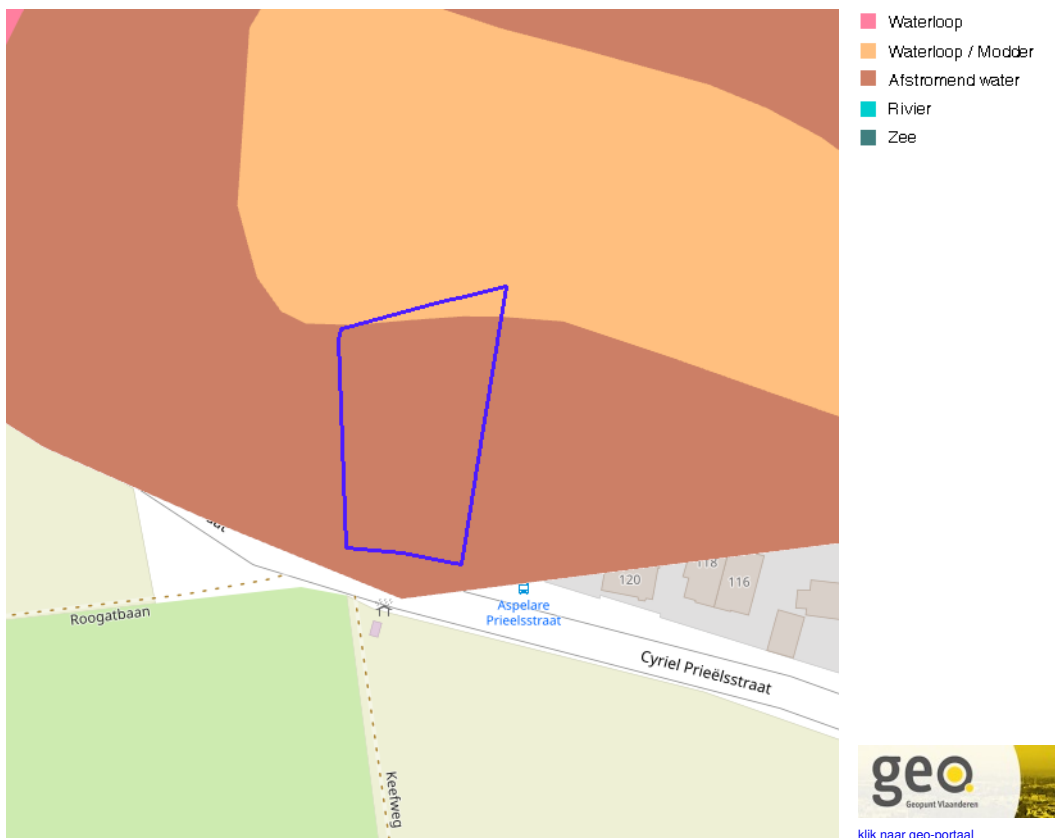 Waterloop
Waterloop / Modder
Afstromend water
Rivier
Zee
120
118
116
Aspelare
Prieelsstraat
Roogatbaan
Cyriel Prieëlsstraat
Keefweg
geo
Geopunt Vlaanderen
klik naar geo-portaal